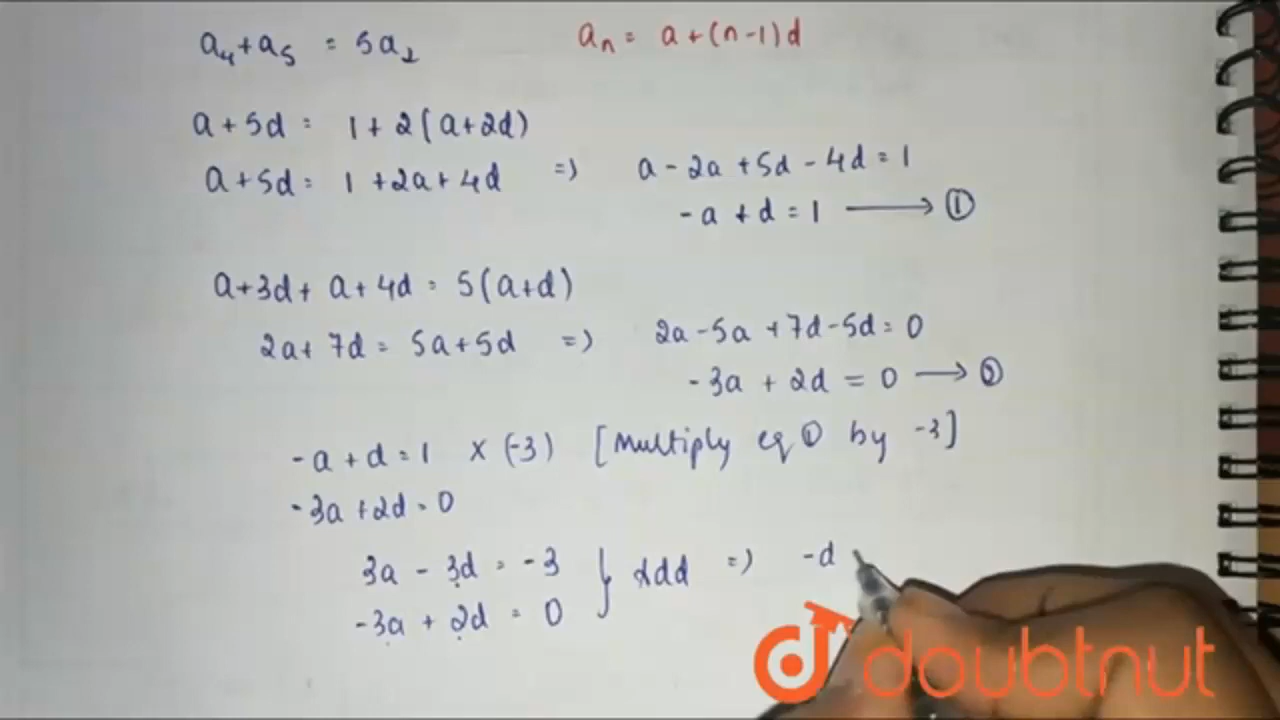 a₄+a₅ = 5a₂
aₙ = a+(n-1)d
a+5d = 1+2(a+2d)
a+5d = 1+2a+4d => a-2a+5d-4d=1
-a+d=1 ⟶ ①
a+3d+a+4d = 5(a+d)
2a+7d = 5a+5d => 2a-5a+7d-5d=0
-3a+2d=0 ⟶ ②
-a+d=1 ×(-3) [Multiply eq ① by -3]
-3a+2d=0
3a-3d=-3
-3a+2d=0 } Add => -d
doubtnut